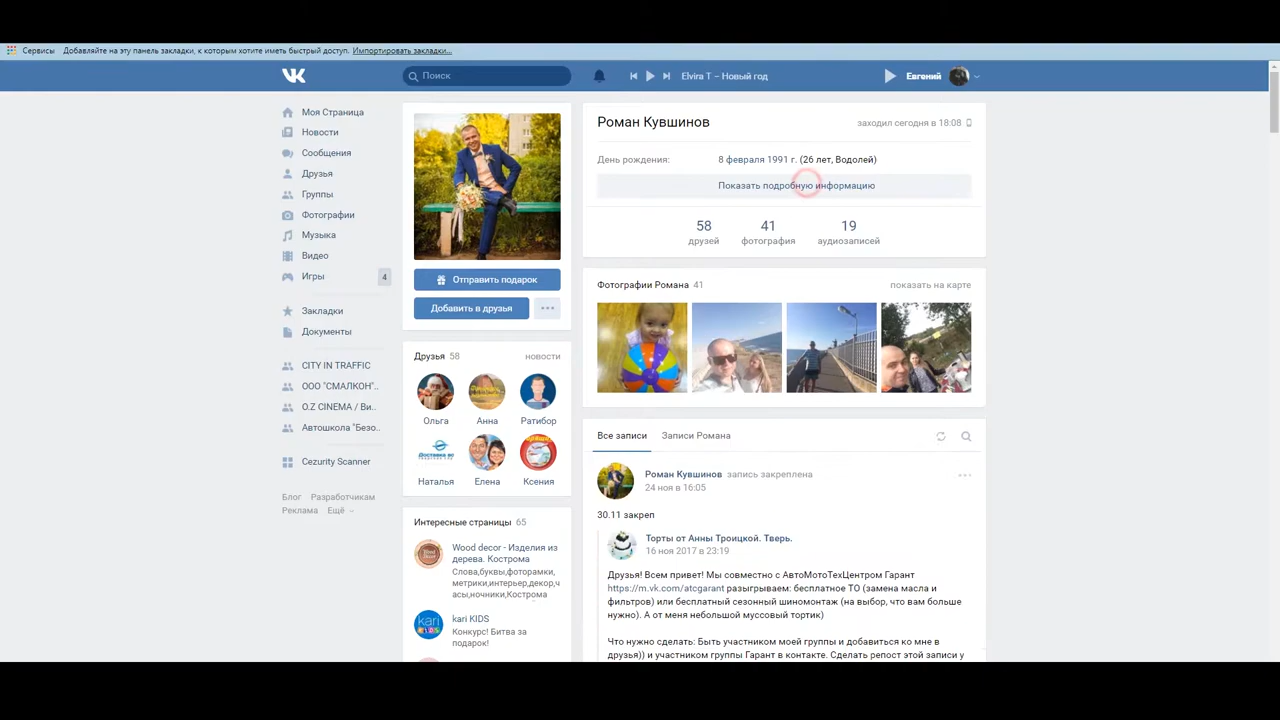 Сервисы Добавляйте на эту панель закладки, к которым хотите иметь быстрый доступ. Импортировать закладки...
Поиск
Elvira T – Новый год
Евгений
Моя Страница
Новости
Сообщения
Друзья
Группы
Фотографии
Музыка
Видео
Игры 4
Закладки
Документы
CITY IN TRAFFIC
ООО "СМАЛКОН"..
O.Z CINEMA / Ви..
Автошкола "Безо..
Cezurity Scanner
Блог Разработчикам
Реклама Ещё
Отправить подарок
Добавить в друзья
Друзья 58 новости
Ольга Анна Ратибор
Наталья Елена Ксения
Интересные страницы 65
Wood decor - Изделия из
дерева. Кострома
Слова,буквы,фоторамки,
метрики,интерьер,декор,ч
асы,ночники,Кострома
kari KIDS
Конкурс! Битва за
подарок!
Роман Кувшинов заходил сегодня в 18:08
День рождения: 8 февраля 1991 г. (26 лет, Водолей)
Показать подробную информацию
58 41 19
друзей фотография аудиозаписей
Фотографии Романа 41 показать на карте
Все записи Записи Романа
Роман Кувшинов запись закреплена
24 ноя в 16:05
30.11 закреп
Торты от Анны Троицкой. Тверь.
16 ноя 2017 в 23:19
Друзья! Всем привет! Мы совместно с АвтоМотоТехЦентром Гарант
https://m.vk.com/atcgarant разыгрываем: бесплатное ТО (замена масла и
фильтров) или бесплатный сезонный шиномонтаж (на выбор, что вам больше
нужно). А от меня небольшой муссовый тортик)
Что нужно сделать: Быть участником моей группы и добавиться ко мне в
друзья)) и участником группы Гарант в контакте. Сделать репост этой записи у